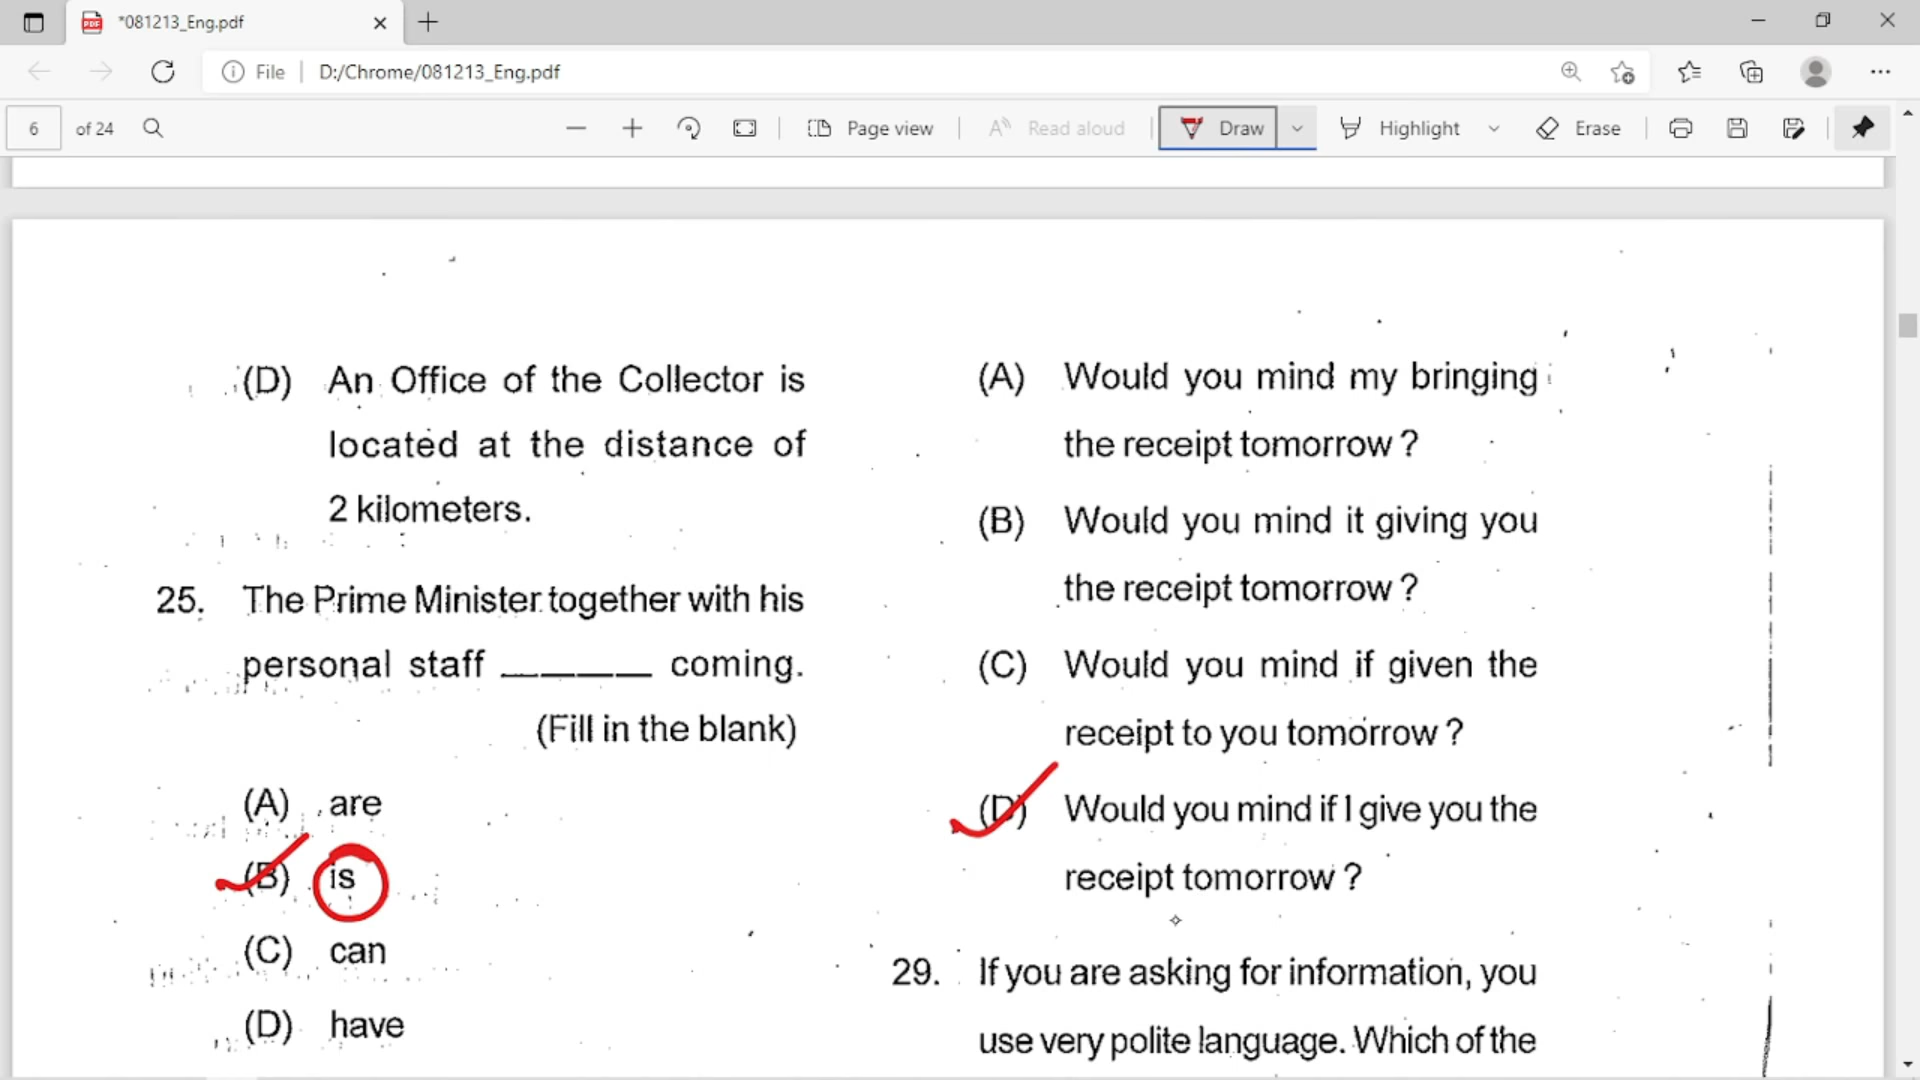 *081213_Eng.pdf
File
D:/Chrome/081213_Eng.pdf
6 of 24
Page view
Read aloud
Draw
Highlight
Erase
(D) An Office of the Collector is
located at the distance of
2 kilometers.
25. The Prime Minister together with his
personal staff ________ coming.
(Fill in the blank)
(A) are
(B) is
(C) can
(D) have
(A) Would you mind my bringing
the receipt tomorrow ?
(B) Would you mind it giving you
the receipt tomorrow ?
(C) Would you mind if given the
receipt to you tomorrow ?
(D) Would you mind if I give you the
receipt tomorrow ?
29. If you are asking for information, you
use very polite language. Which of the